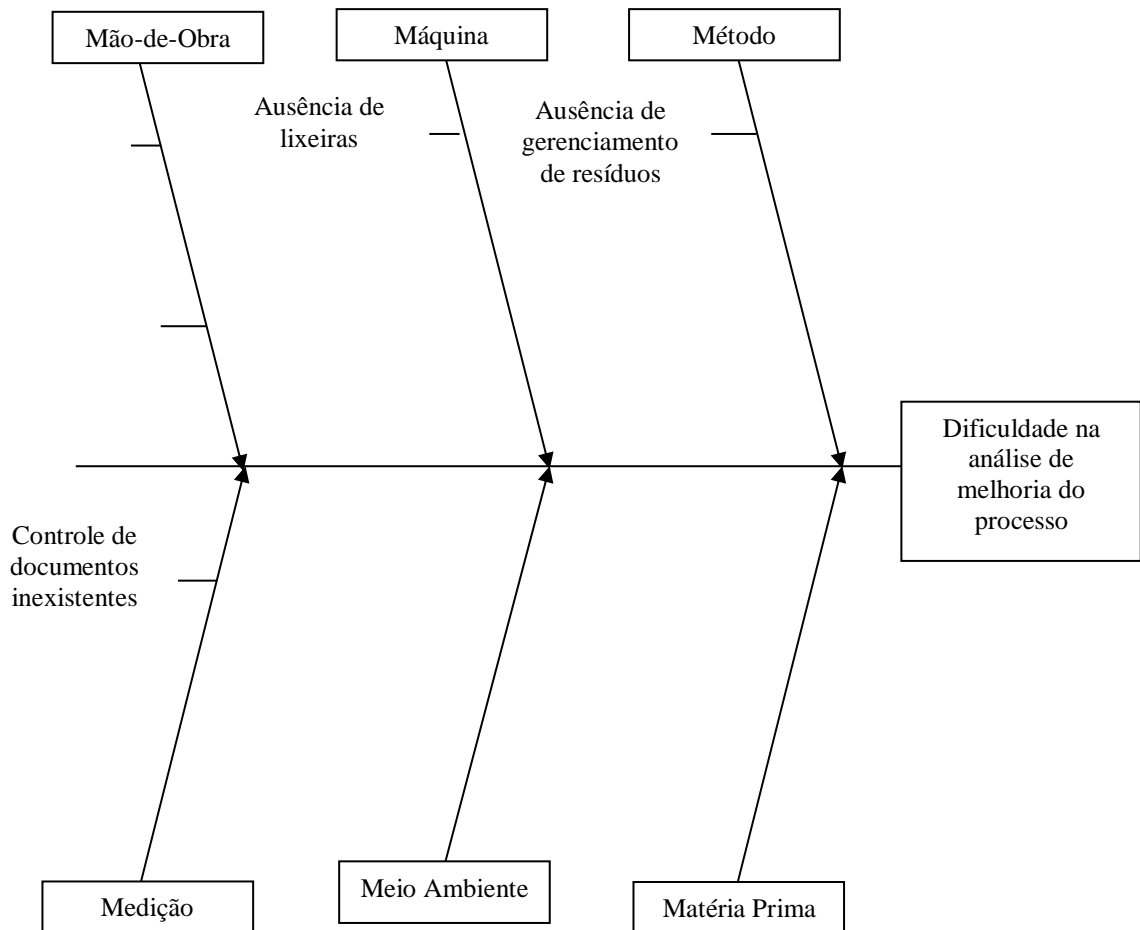 Mão-de-Obra
Máquina
Método
Ausência de
lixeiras
Ausência de
gerenciamento
de resíduos
Dificuldade na
análise de
melhoria do
processo
Controle de
documentos
inexistentes
Medição
Meio Ambiente
Matéria Prima